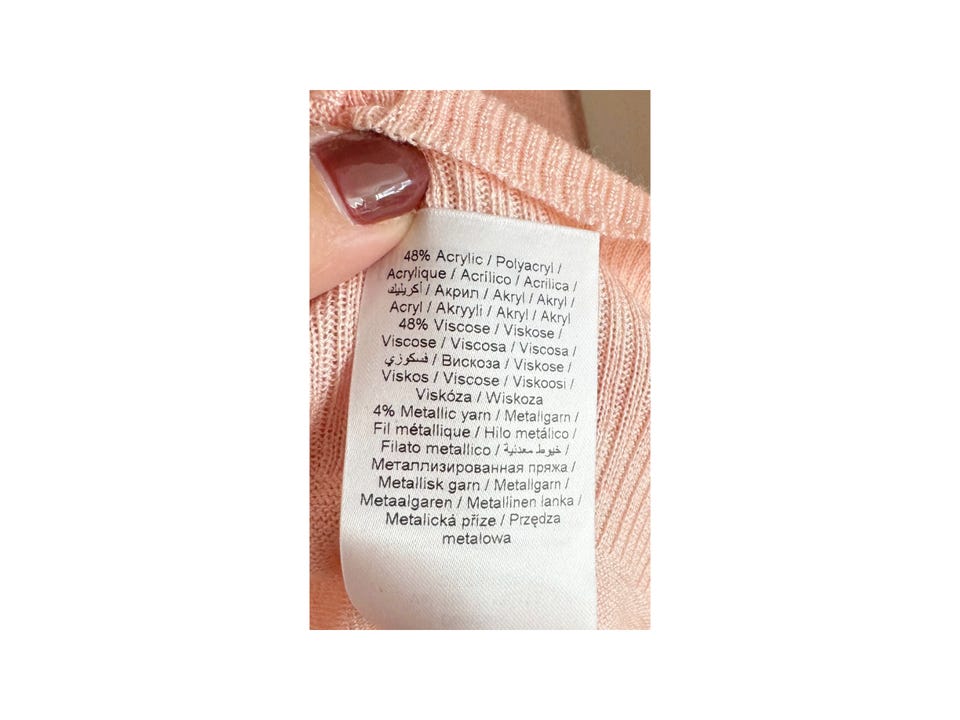 48% Acrylic / Polyacryl /
Acrylique / Acrílico / Acrilica /
أكريليك / Акрил / Akryl / Akryl /
Acryl / Akryyli / Akryl / Akryl
48% Viscose / Viskose /
Viscose / Viscosa / Viscosa /
فسكوزي / Вискоза / Viskose /
Viskos / Viscose / Viskoosi /
Viskóza / Wiskoza
4% Metallic yarn / Metallgarn /
Fil métallique / Hilo metálico /
Filato metallico / خيوط معدنية /
Металлизированная пряжа /
Metallisk garn / Metallgarn /
Metaalgaren / Metallinen lanka /
Metalická příze / Przędza
metalowa